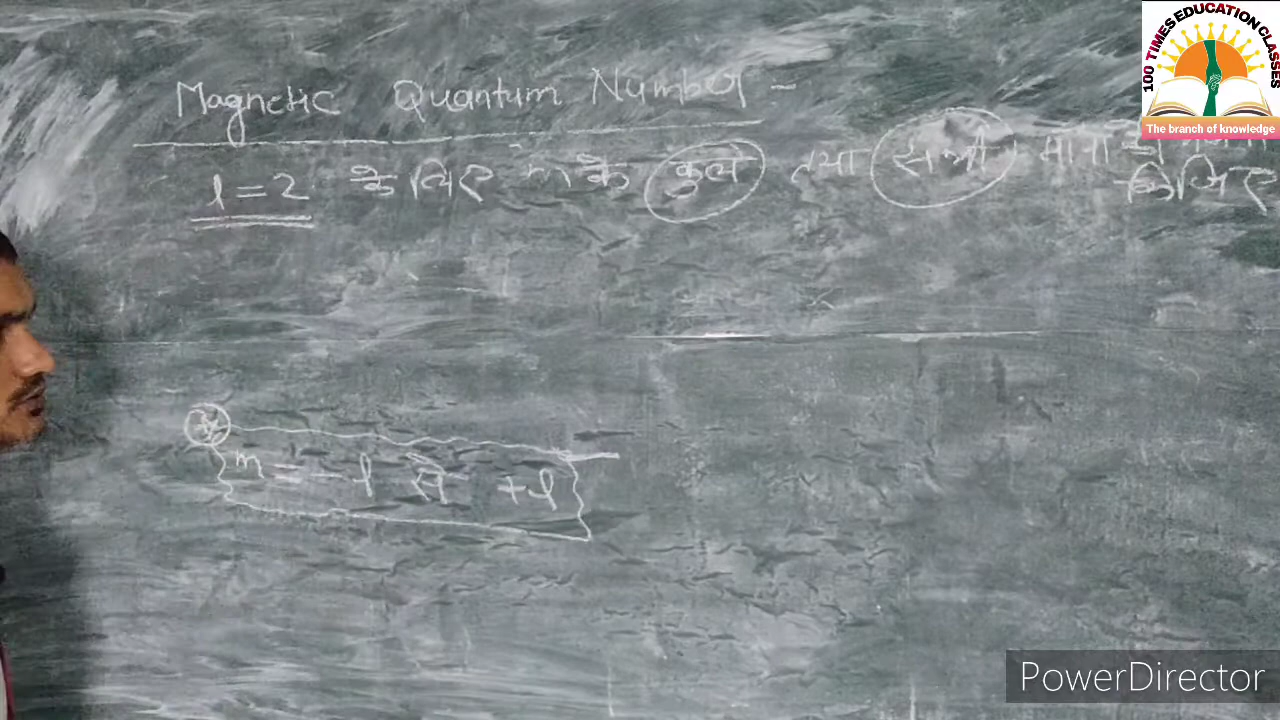 100 TIMES EDUCATION CLASSES
The branch of knowledge
Magnetic Quantum Number -
l = 2 के लिए m के कुल तथा सभी मानों
कीजिए
m = - l से + l
PowerDirector